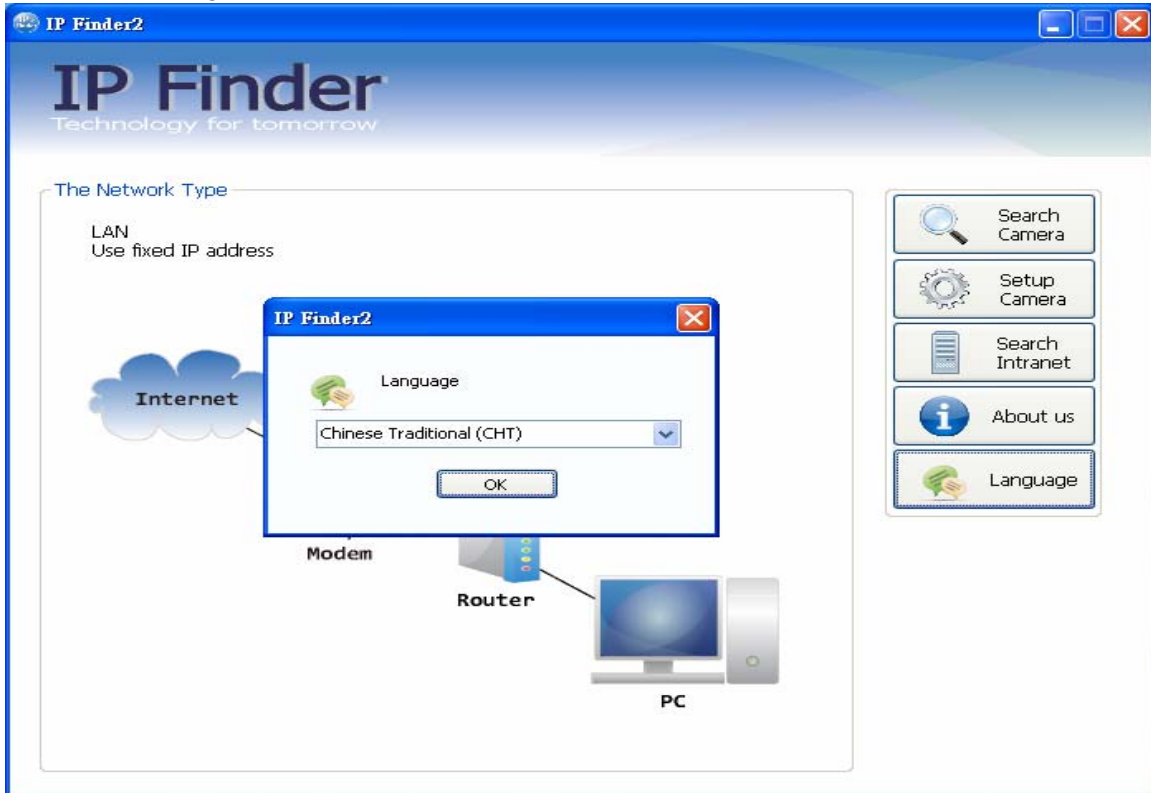 IP Finder2
IP Finder
Technology for tomorrow
The Network Type
LAN
Use fixed IP address
Internet
Modem
Router
PC
IP Finder2
Language
Chinese Traditional (CHT)
OK
Search
Camera
Setup
Camera
Search
Intranet
About us
Language